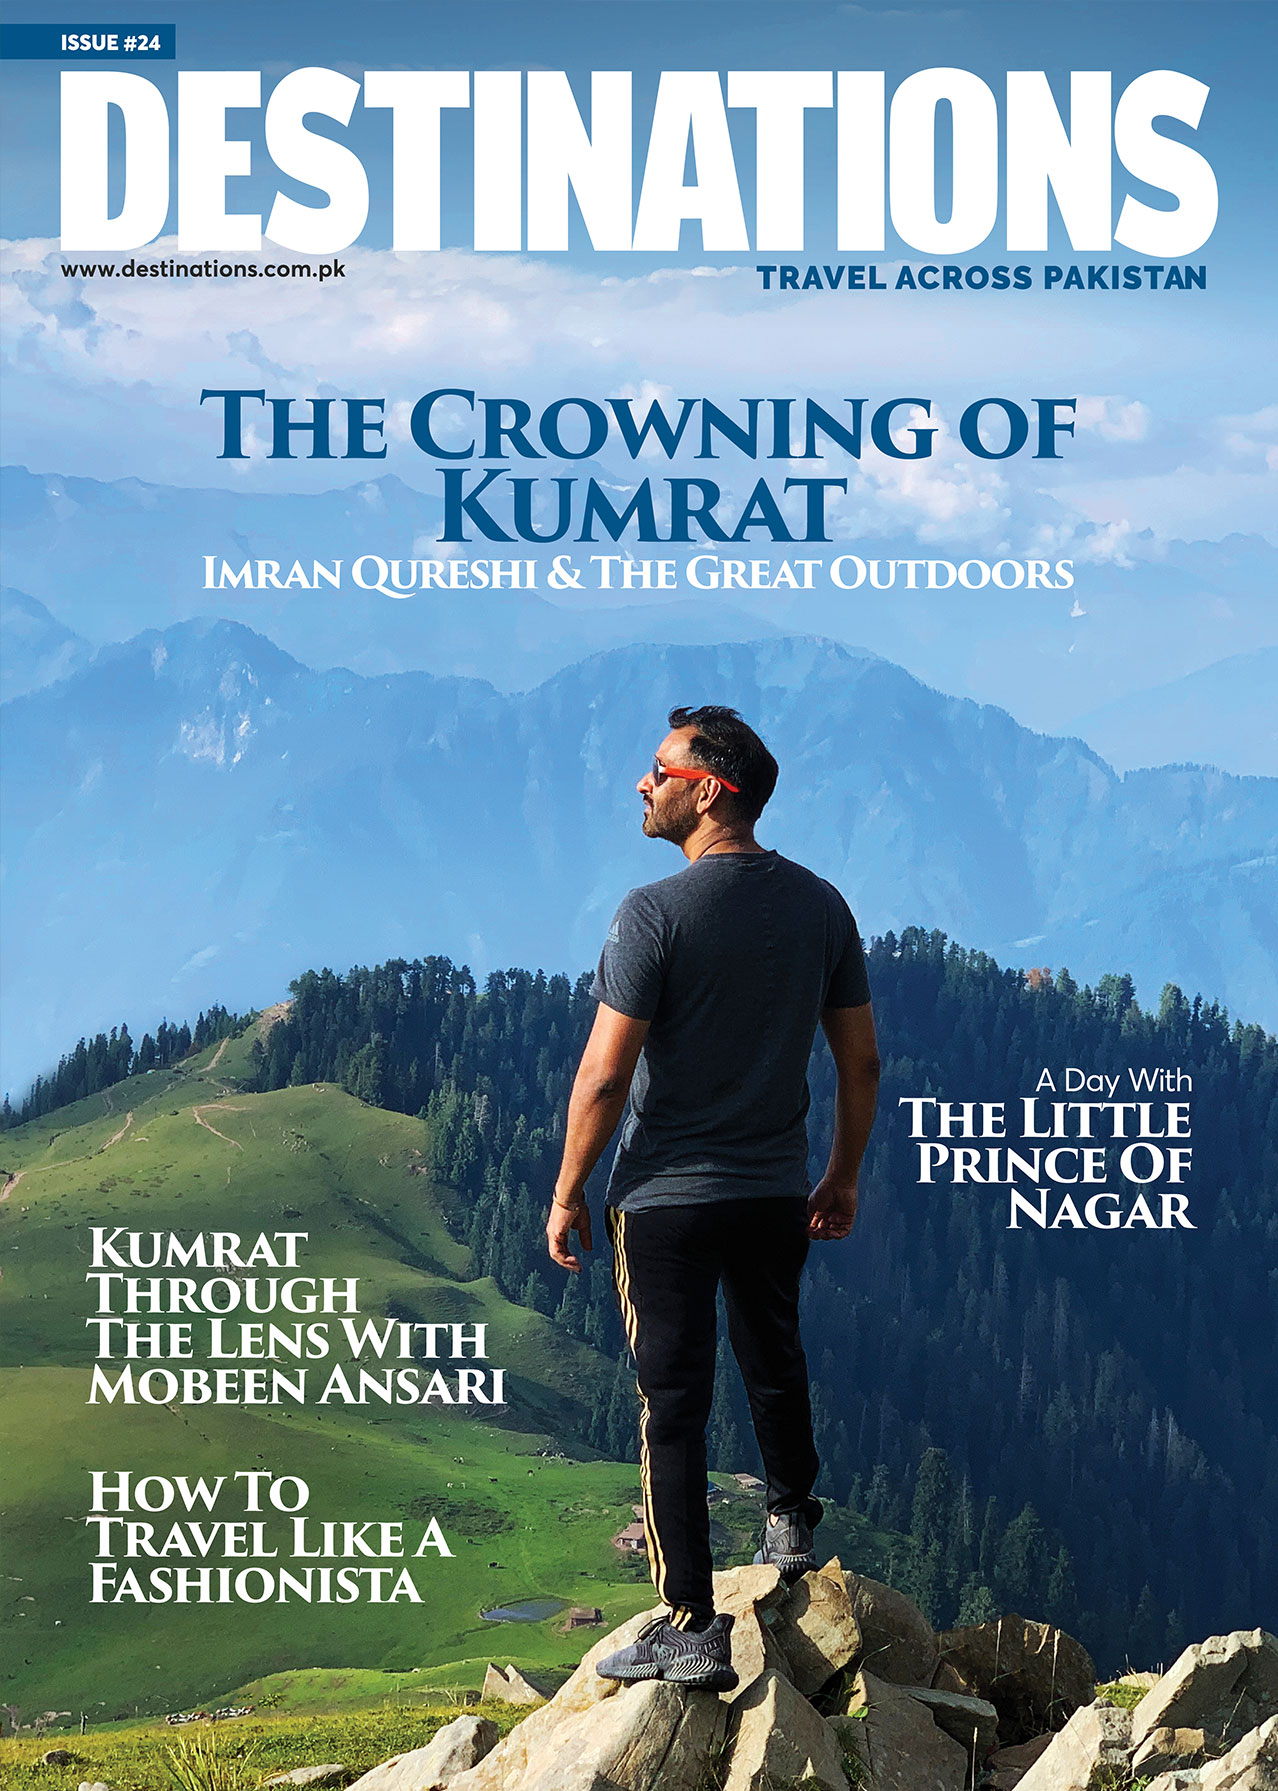 ISSUE #24
DESTINATIONS
www.destinations.com.pk
TRAVEL ACROSS PAKISTAN
THE CROWNING OF
KUMRAT
IMRAN QURESHI & THE GREAT OUTDOORS
A Day With
THE LITTLE
PRINCE OF
NAGAR
KUMRAT
THROUGH
THE LENS WITH
MOBEEN ANSARI
HOW TO
TRAVEL LIKE A
FASHIONISTA